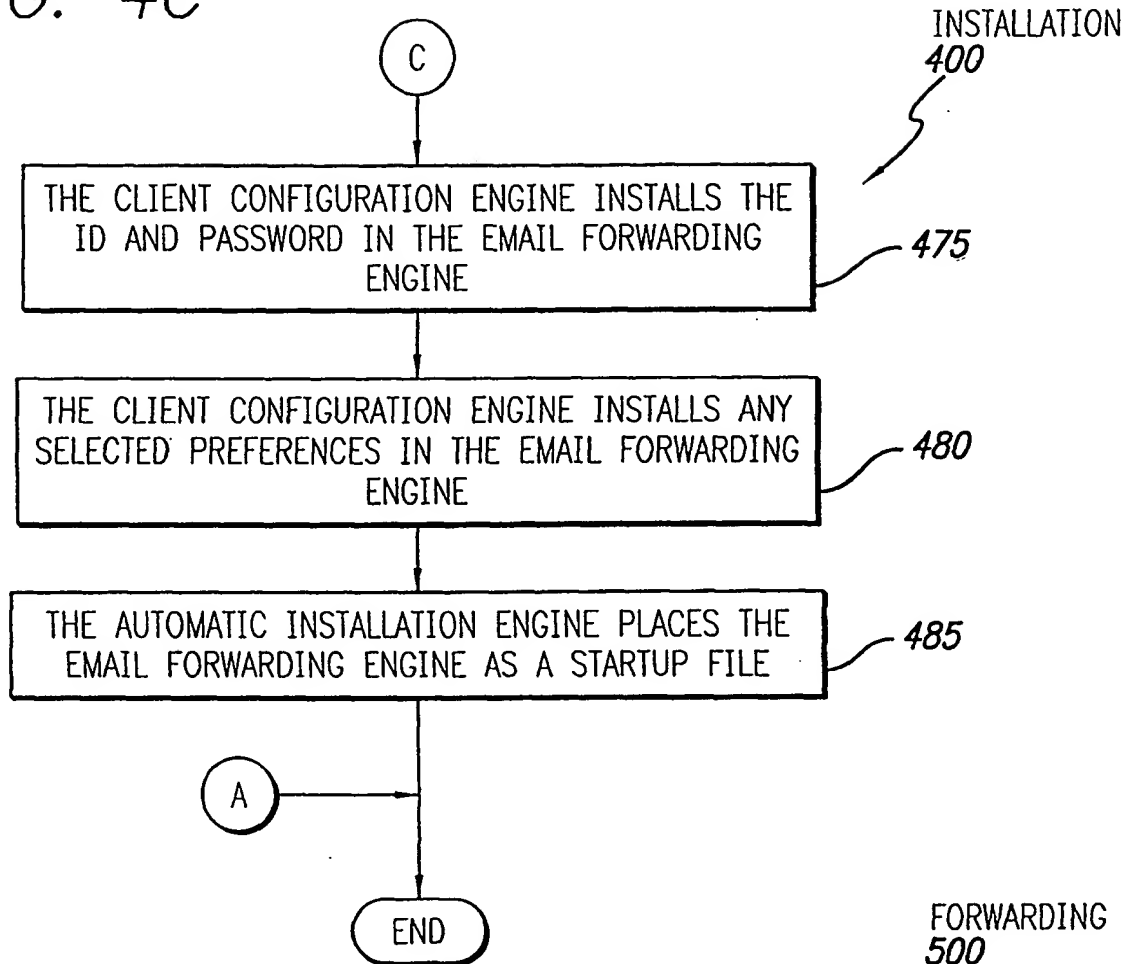 4C
INSTALLATION
400
C
THE CLIENT CONFIGURATION ENGINE INSTALLS THE
ID AND PASSWORD IN THE EMAIL FORWARDING
ENGINE
475
THE CLIENT CONFIGURATION ENGINE INSTALLS ANY
SELECTED PREFERENCES IN THE EMAIL FORWARDING
ENGINE
480
THE AUTOMATIC INSTALLATION ENGINE PLACES THE
EMAIL FORWARDING ENGINE AS A STARTUP FILE
485
A
END
FORWARDING
500